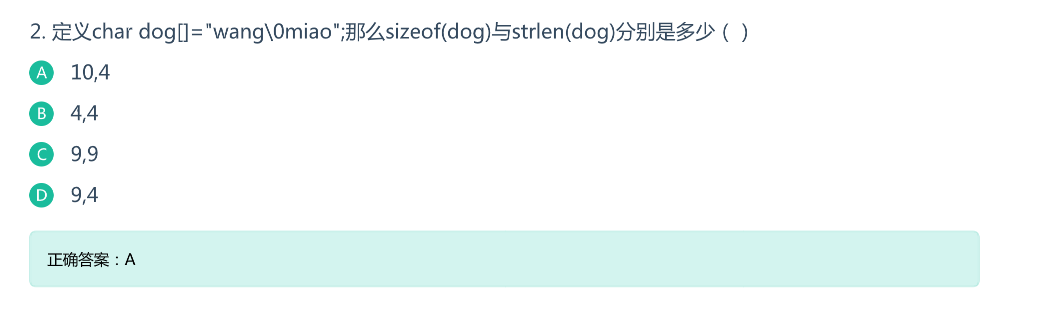 2. 定义char dog[]="wang\0miao";那么sizeof(dog)与strlen(dog)分别是多少（ ）
A 10,4
B 4,4
C 9,9
D 9,4
正确答案：A